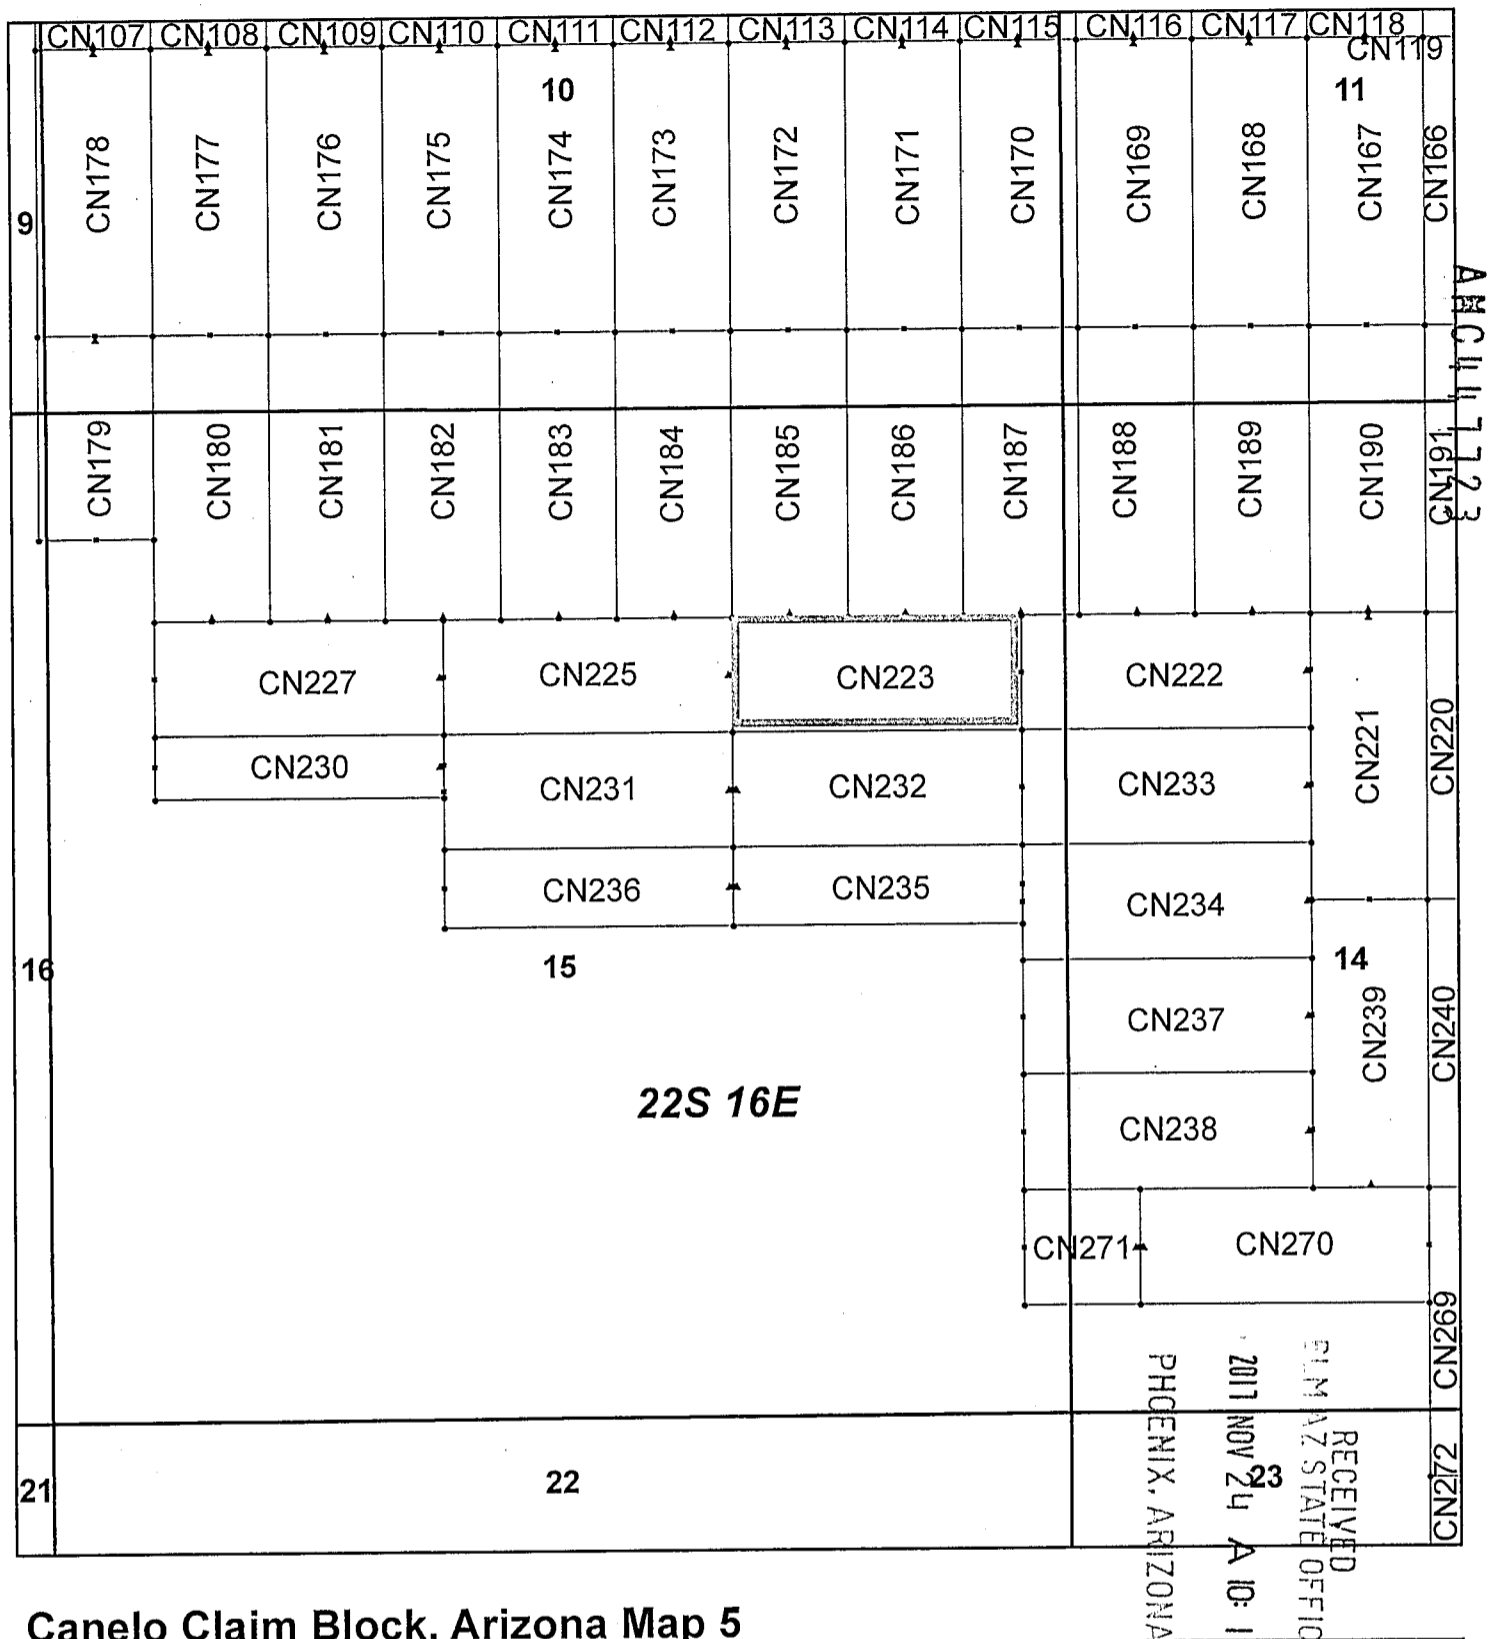 CN107 CN108 CN109 CN110 CN111 CN112 CN113 CN114 CN115 CN116 CN117 CN118
CN119
10 11
CN178 CN177 CN176 CN175 CN174 CN173 CN172 CN171 CN170 CN169 CN168 CN167 CN166
9
AMC447723
CN179 CN180 CN181 CN182 CN183 CN184 CN185 CN186 CN187 CN188 CN189 CN190 CN191
CN227 CN225 CN223 CN222
CN221 CN220
CN230 CN231 CN232 CN233
CN236 CN235 CN234
16 15 14
CN237 CN239 CN240
22S 16E
CN238
CN271 CN270
CN269
21 22 23
CN272
RECEIVED
BLM AZ STATE OFFIC
2017 NOV 24 A 10: 1
PHOENIX, ARIZONA
Canelo Claim Block, Arizona Map 5